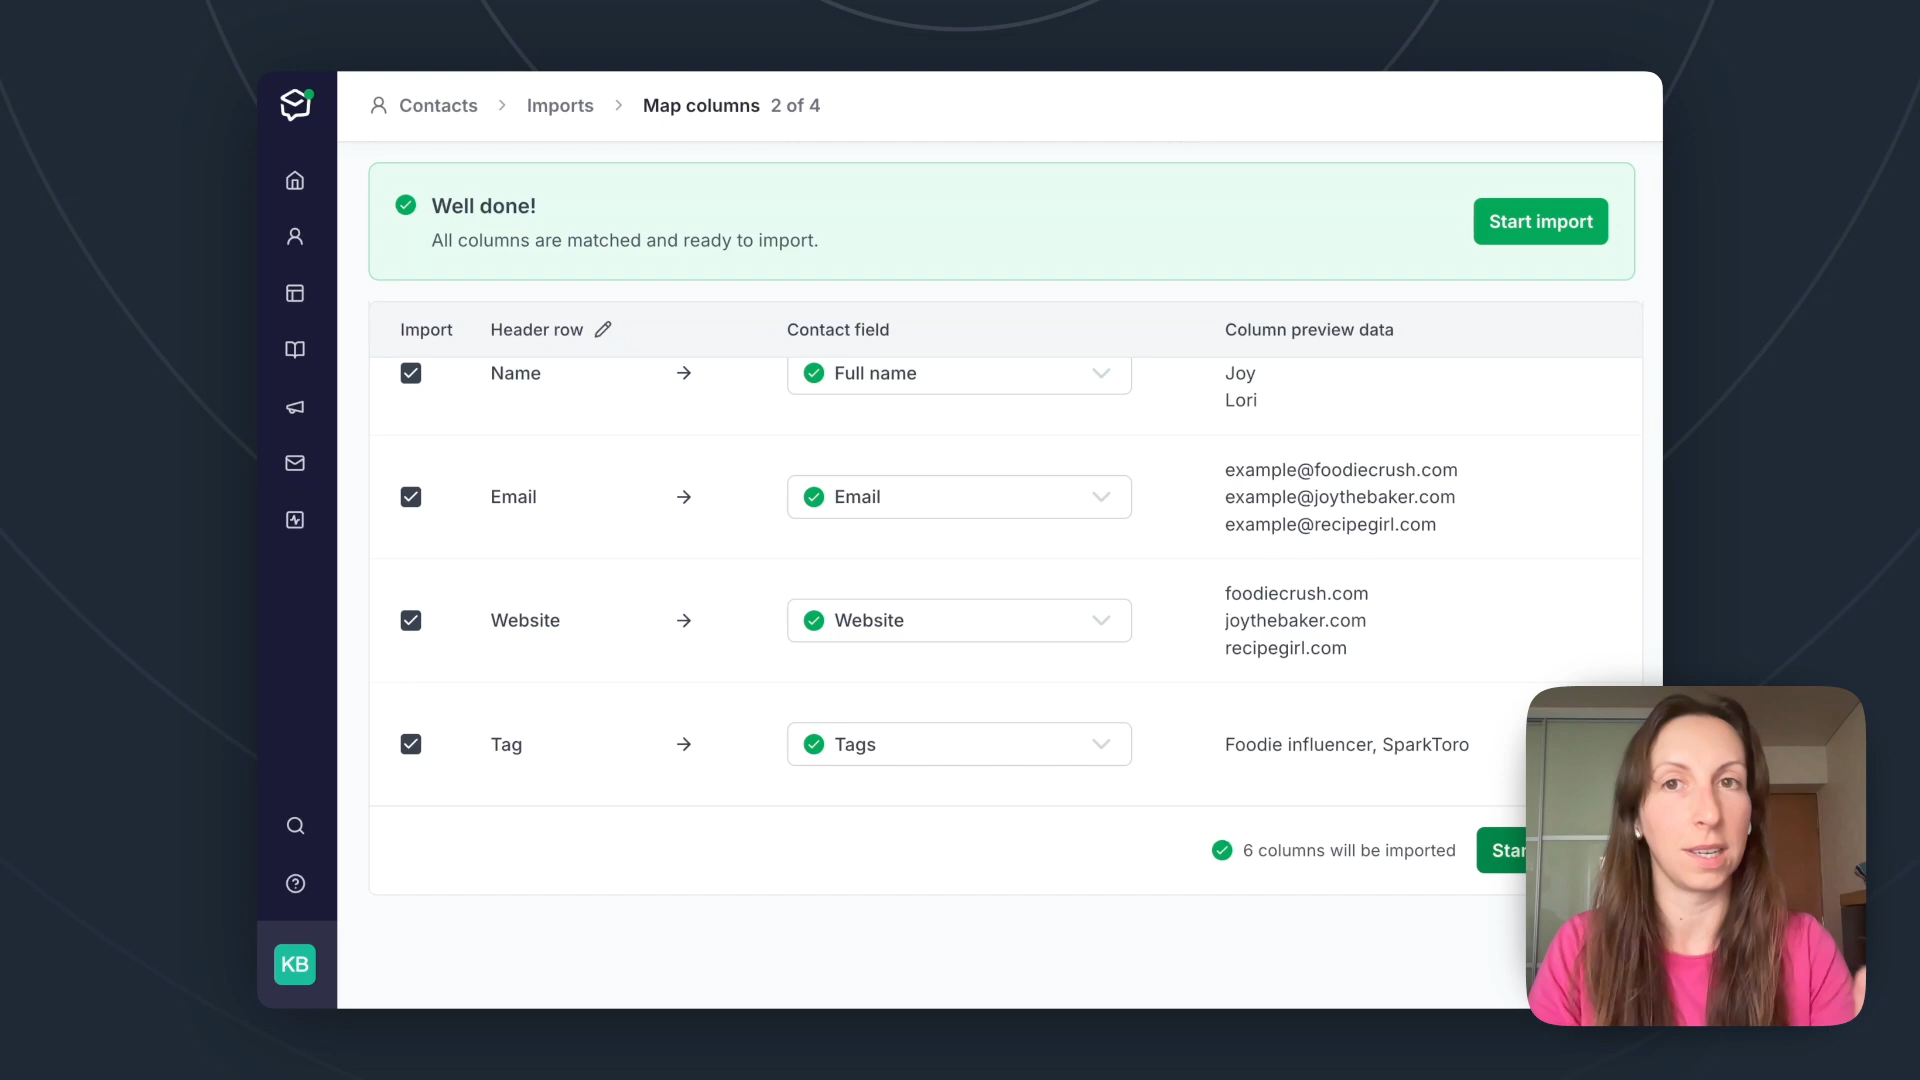 Contacts > Imports > Map columns 2 of 4
Well done!
All columns are matched and ready to import.
Start import
Import Header row Contact field Column preview data
Name → Full name Joy
Lori
example@foodiecrush.com
Email → Email example@joythebaker.com
example@recipegirl.com
foodiecrush.com
Website → Website joythebaker.com
recipegirl.com
Tag → Tags Foodie influencer, SparkToro
6 columns will be imported Star
KB